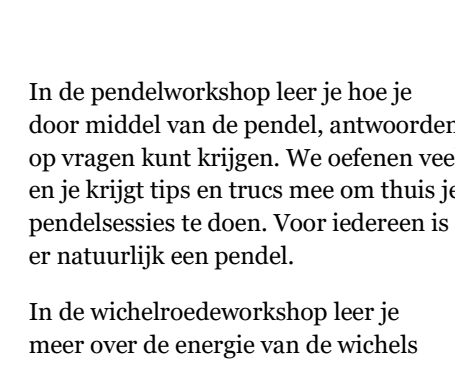 In de pendelworkshop leer je hoe je
door middel van de pendel, antwoorden
op vragen kunt krijgen. We oefenen vee
en je krijgt tips en trucs mee om thuis je
pendelsessies te doen. Voor iedereen is
er natuurlijk een pendel.
In de wichelroedeworkshop leer je
meer over de energie van de wichels